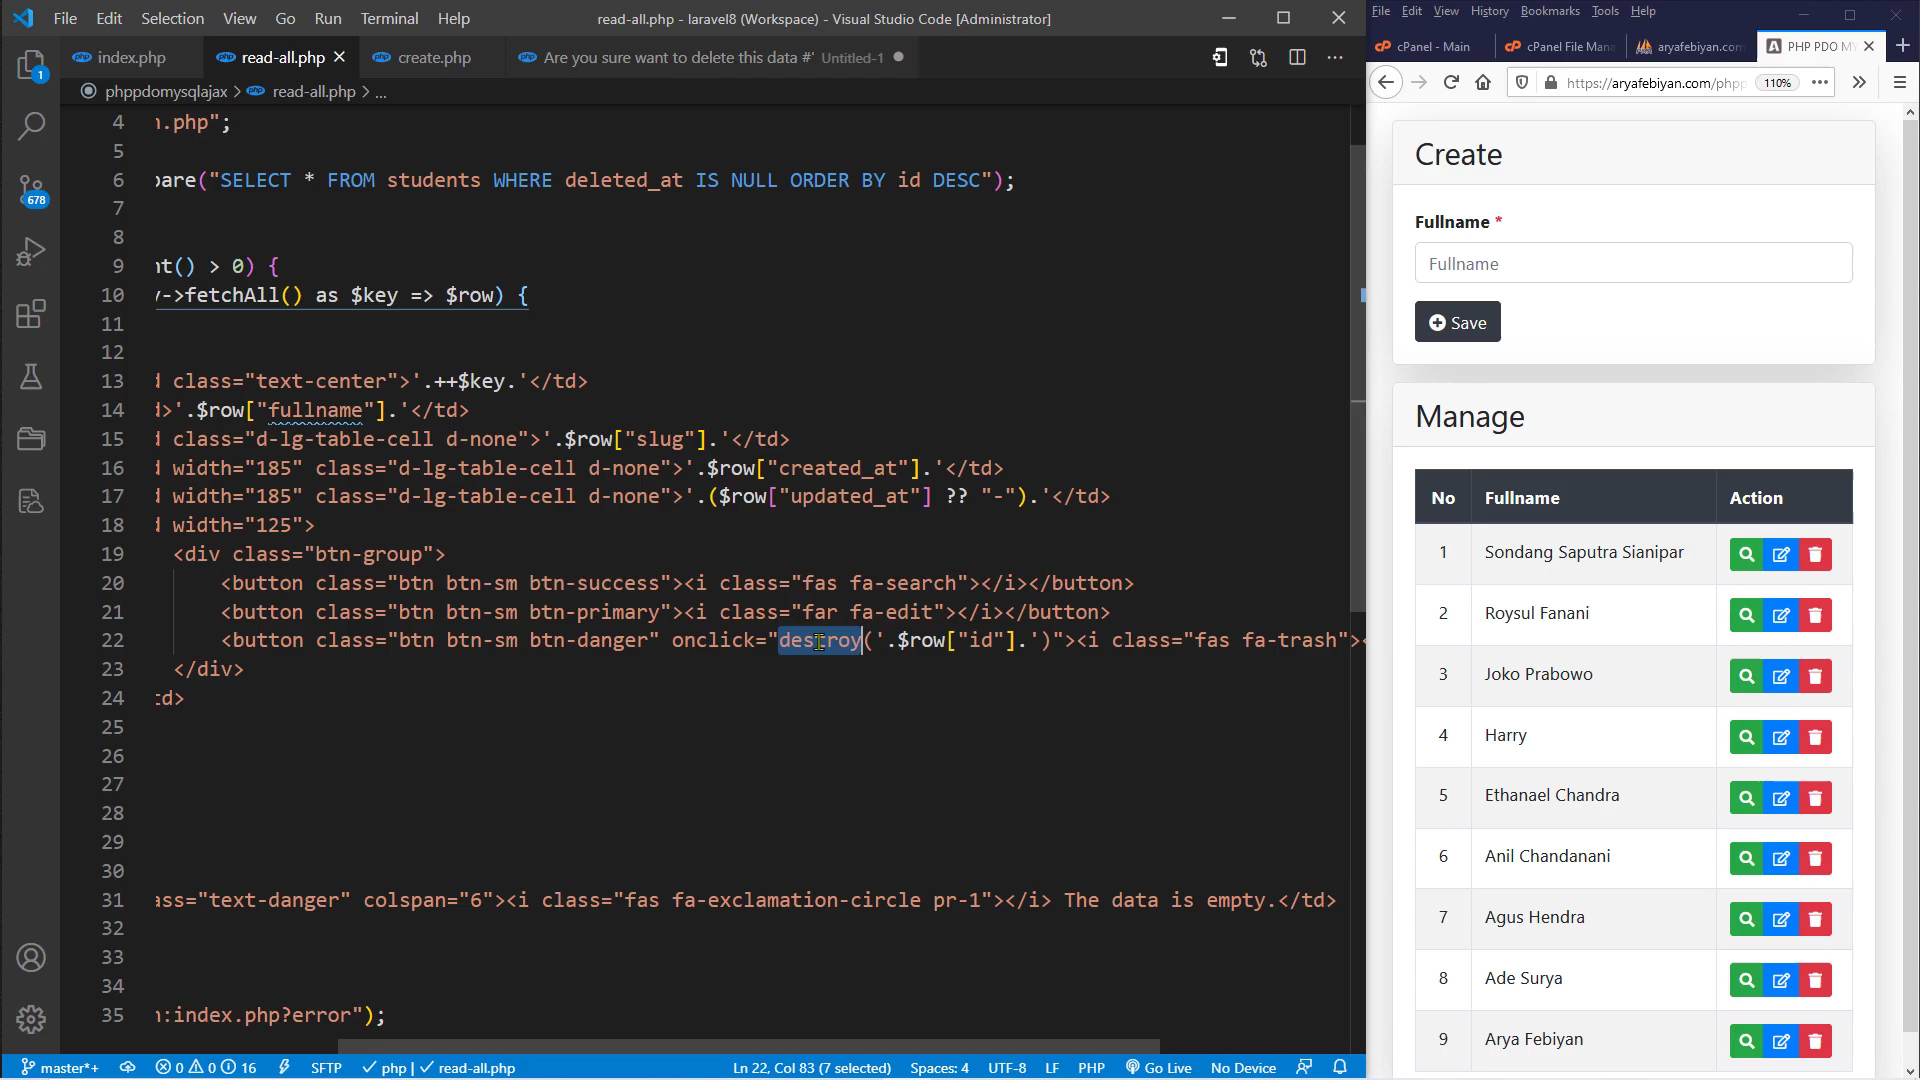 File Edit Selection View Go Run Terminal Help
read-all.php - laravel8 (Workspace) - Visual Studio Code [Administrator]
index.php
read-all.php
create.php
Are you sure want to delete this data #' Untitled-1
phppdomysqlajax > read-all.php > ...
4 n.php";
5
6 pare("SELECT * FROM students WHERE deleted_at IS NULL ORDER BY id DESC");
7
8
9 nt() > 0) {
10 y->fetchAll() as $key => $row) {
11
12
13 d class="text-center">'.++$key.'</td>
14 d>'.$row["fullname"].'</td>
15 d class="d-lg-table-cell d-none">'.$row["slug"].'</td>
16 d width="185" class="d-lg-table-cell d-none">'.$row["created_at"].'</td>
17 d width="185" class="d-lg-table-cell d-none">'.($row["updated_at"] ?? "-").'</td>
18 d width="125">
19 <div class="btn-group">
20 <button class="btn btn-sm btn-success"><i class="fas fa-search"></i></button>
21 <button class="btn btn-sm btn-primary"><i class="far fa-edit"></i></button>
22 <button class="btn btn-sm btn-danger" onclick="destroy('.$row["id"].')"><i class="fas fa-trash"><
23 </div>
24 td>
25
26
27
28
29
30
31 ass="text-danger" colspan="6"><i class="fas fa-exclamation-circle pr-1"></i> The data is empty.</td>
32
33
34
35 n:index.php?error");
1
678
master*+ 0 0 16 SFTP php | read-all.php Ln 22, Col 83 (7 selected) Spaces: 4 UTF-8 LF PHP Go Live No Device
File Edit View History Bookmarks Tools Help
cPanel - Main
cPanel File Mana
aryafebiyan.com
PHP PDO MY
https://aryafebiyan.com/phpp 110%
Create
Fullname *
Fullname
Save
Manage
No Fullname Action
1 Sondang Saputra Sianipar
2 Roysul Fanani
3 Joko Prabowo
4 Harry
5 Ethanael Chandra
6 Anil Chandanani
7 Agus Hendra
8 Ade Surya
9 Arya Febiyan